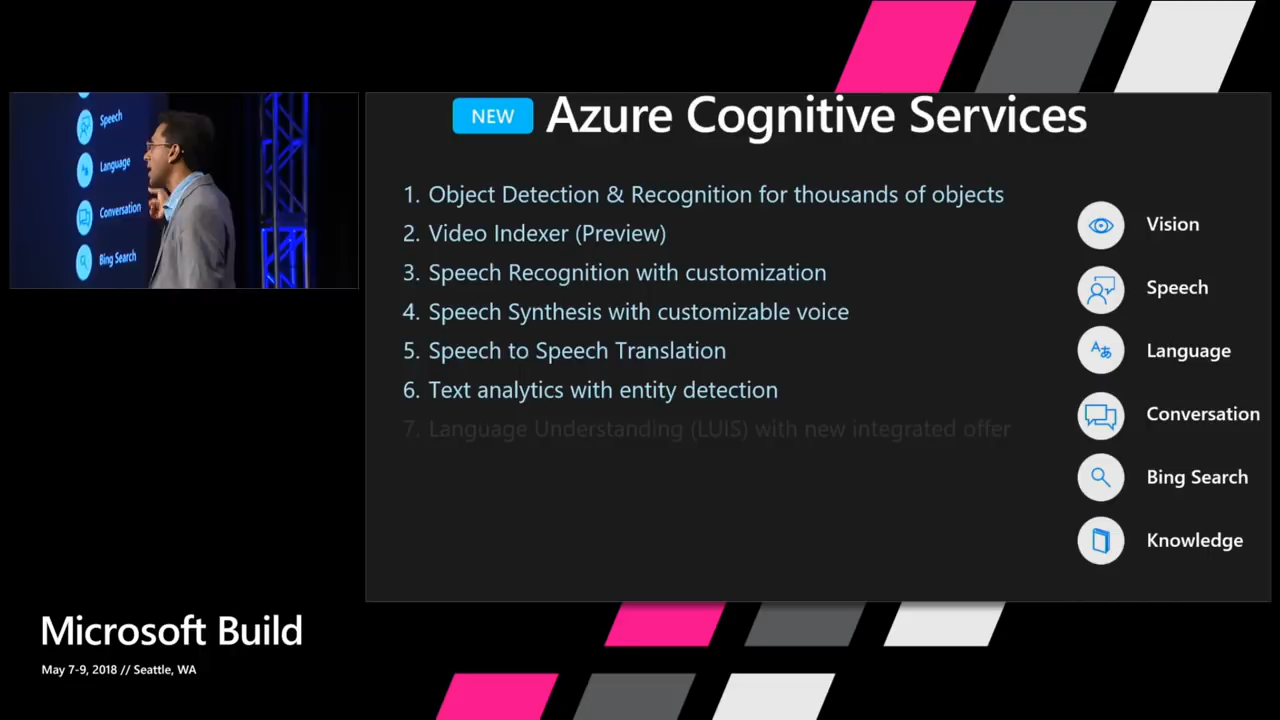 Speech
Language
Conversation
Bing Search
NEW Azure Cognitive Services
1. Object Detection & Recognition for thousands of objects
2. Video Indexer (Preview)
3. Speech Recognition with customization
4. Speech Synthesis with customizable voice
5. Speech to Speech Translation
6. Text analytics with entity detection
7. Language Understanding (LUIS) with new integrated offer
Vision
Speech
Language
Conversation
Bing Search
Knowledge
Microsoft Build
May 7-9, 2018 // Seattle, WA